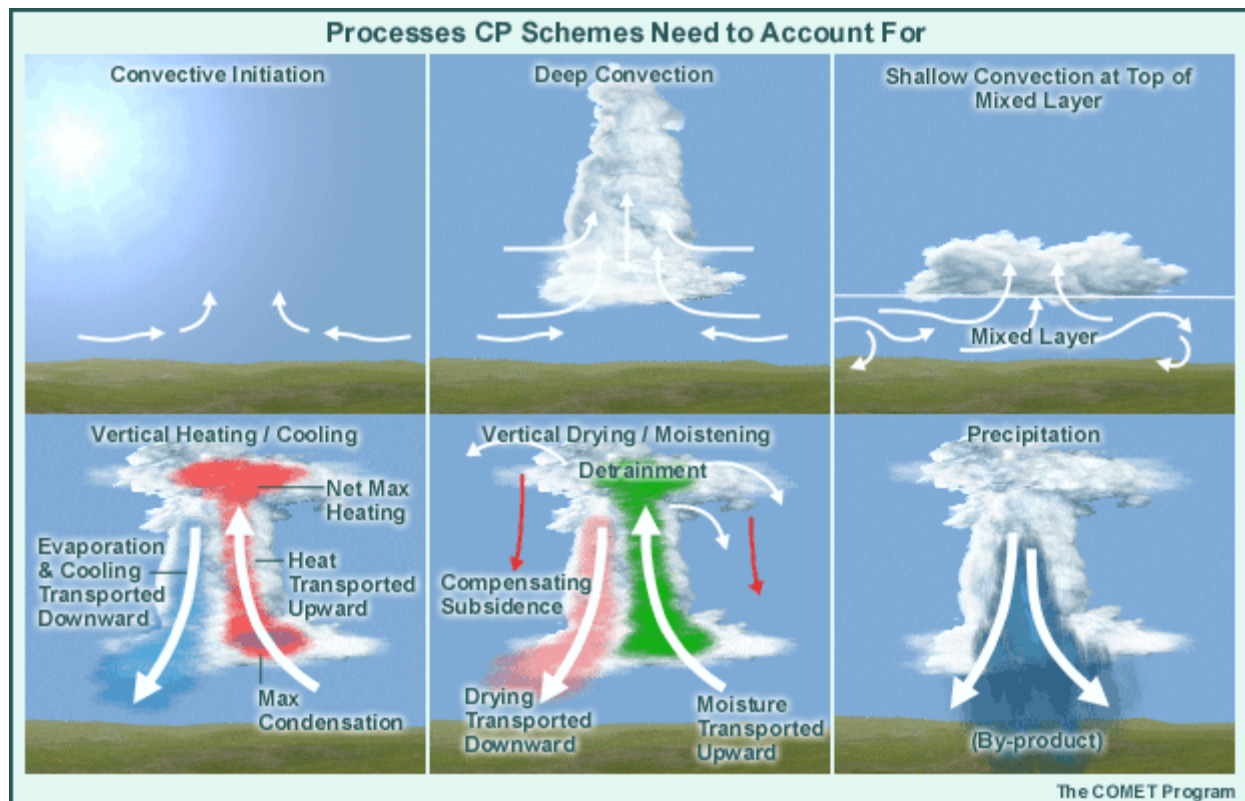 Processes CP Schemes Need to Account For
Convective Initiation
Deep Convection
Shallow Convection at Top of
Mixed Layer
Mixed Layer
Vertical Heating / Cooling
Net Max
Heating
Evaporation
& Cooling
Transported
Downward
Heat
Transported
Upward
Max
Condensation
Vertical Drying / Moistening
Detrainment
Compensating
Subsidence
Drying
Transported
Downward
Moisture
Transported
Upward
Precipitation
(By-product)
The COMET Program